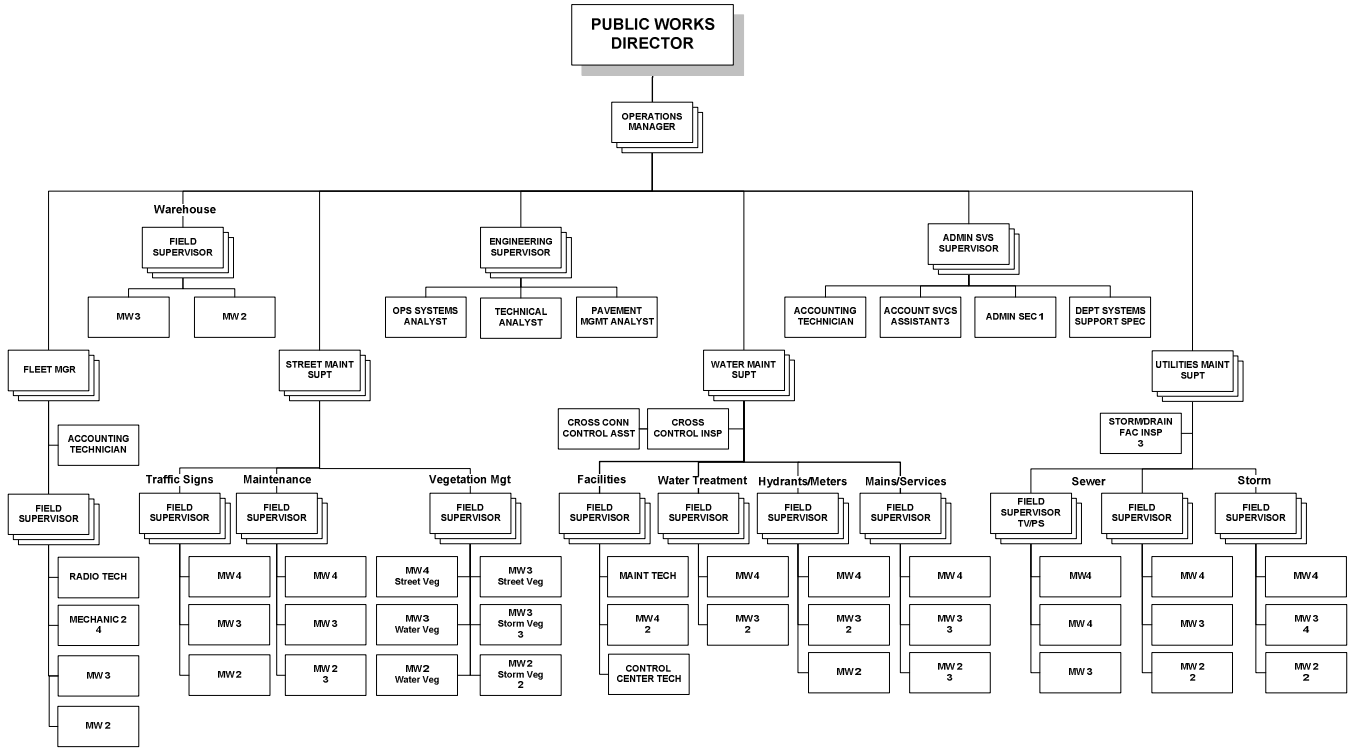 PUBLIC WORKS
DIRECTOR
OPERATIONS
MANAGER
Warehouse
FIELD
SUPERVISOR
MW 3
MW 2
ENGINEERING
SUPERVISOR
OPS SYSTEMS
ANALYST
TECHNICAL
ANALYST
PAVEMENT
MGMT ANALYST
ADMIN SVS
SUPERVISOR
ACCOUNTING
TECHNICIAN
ACCOUNT SVCS
ASSISTANT 3
ADMIN SEC 1
DEPT SYSTEMS
SUPPORT SPEC
FLEET MGR
ACCOUNTING
TECHNICIAN
FIELD
SUPERVISOR
RADIO TECH
MECHANIC 2
4
MW 3
MW 2
STREET MAINT
SUPT
Traffic Signs
FIELD
SUPERVISOR
MW 4
MW 3
MW 2
Maintenance
FIELD
SUPERVISOR
MW 4
MW 3
MW 2
3
Vegetation Mgt
FIELD
SUPERVISOR
MW 4
Street Veg
MW 3
Street Veg
MW 3
Water Veg
MW 3
Storm Veg
3
MW 2
Water Veg
MW 2
Storm Veg
2
WATER MAINT
SUPT
CROSS CONN
CONTROL ASST
CROSS
CONTROL INSP
Facilities
FIELD
SUPERVISOR
MAINT TECH
MW 4
2
CONTROL
CENTER TECH
Water Treatment
FIELD
SUPERVISOR
MW 4
MW 3
2
Hydrants/Meters
FIELD
SUPERVISOR
MW 4
MW 3
2
MW 2
Mains/Services
FIELD
SUPERVISOR
MW 4
MW 3
3
MW 2
3
UTILITIES MAINT
SUPT
STORM/DRAIN
FAC INSP
3
Sewer
FIELD
SUPERVISOR
TV/PS
MW4
MW 4
MW 3
FIELD
SUPERVISOR
MW 4
MW 3
MW 2
2
Storm
FIELD
SUPERVISOR
MW 4
MW 3
4
MW 2
2